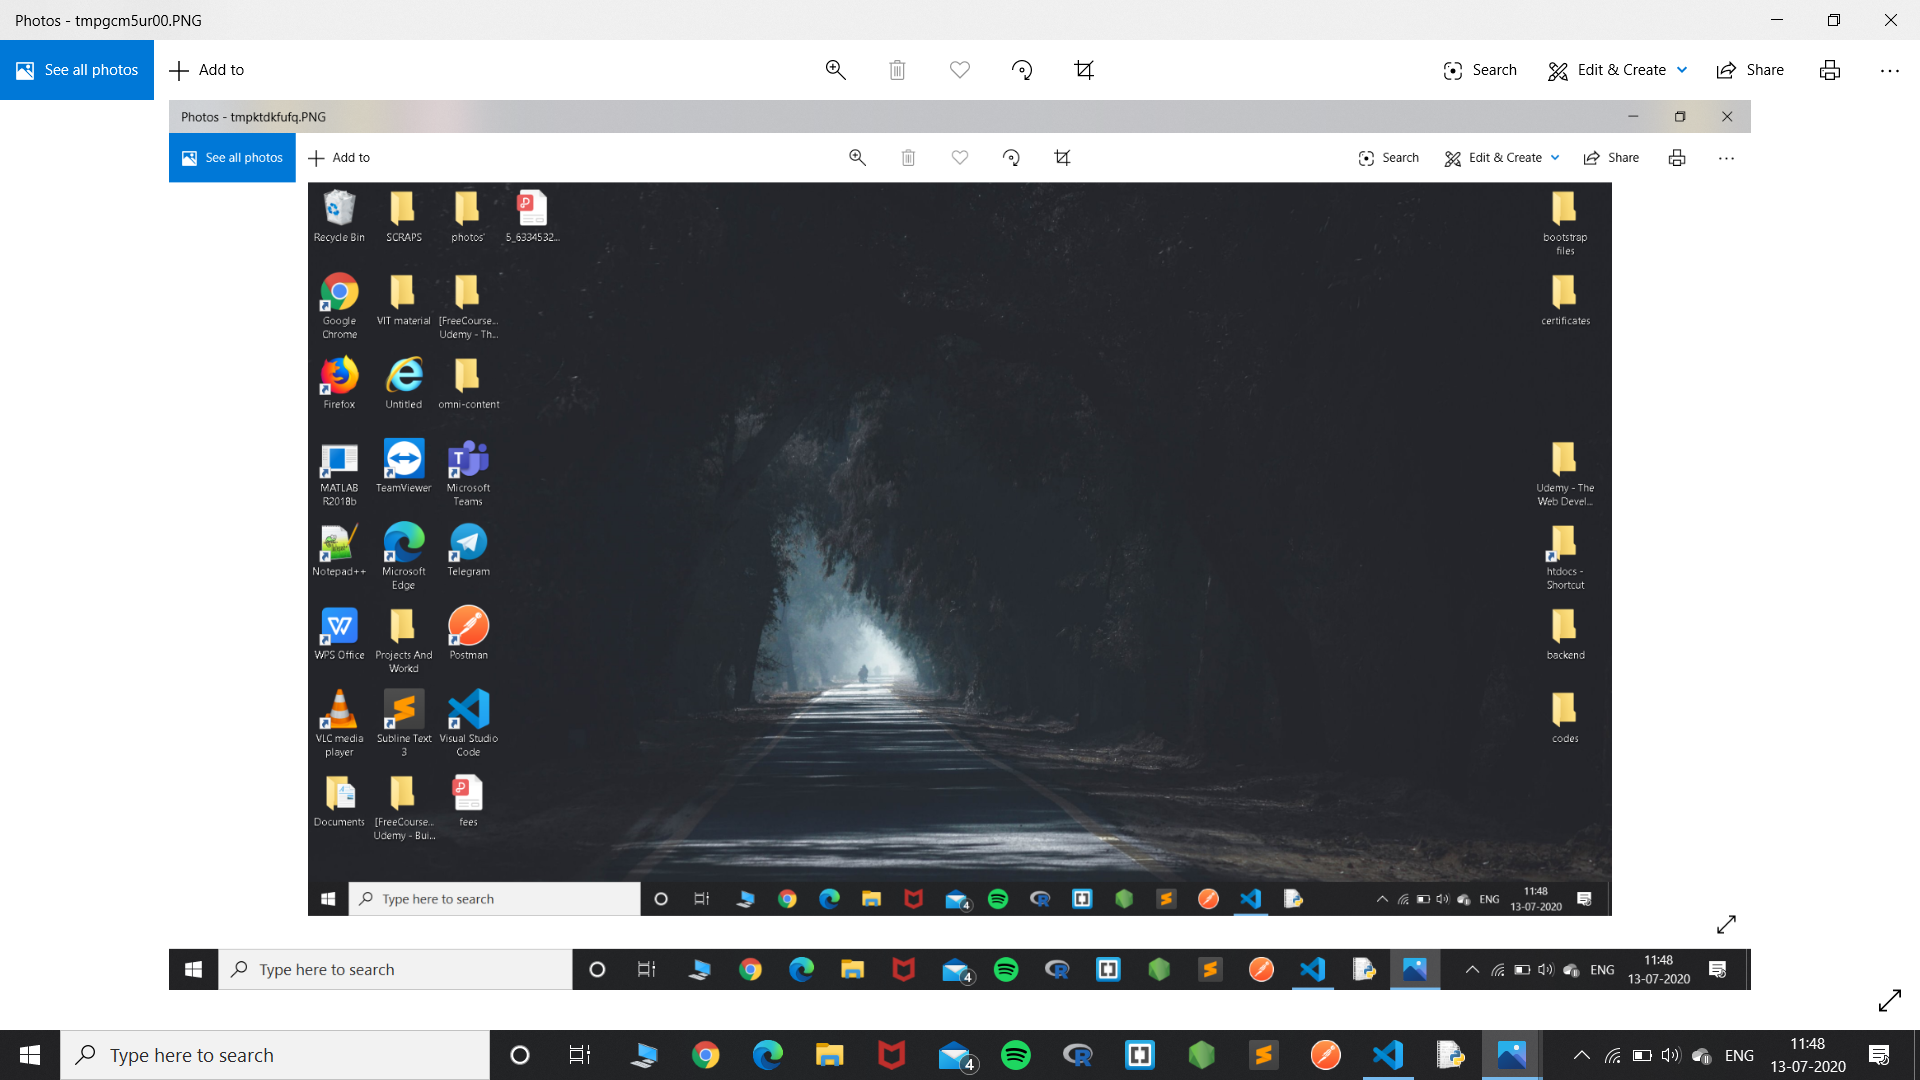 Photos - tmpgcm5ur00.PNG
See all photos
Add to
Search
Edit & Create
Share
Photos - tmpktdkfufq.PNG
See all photos
Add to
Search
Edit & Create
Share
Recycle Bin
SCRAPS
photos'
5_6334532...
bootstrap
files
Google
Chrome
VIT material
[FreeCourse...
Udemy - Th...
certificates
Firefox
Untitled
omni-content
MATLAB
R2018b
TeamViewer
Microsoft
Teams
Udemy - The
Web Devel...
Notepad++
Microsoft
Edge
Telegram
htdocs -
Shortcut
WPS Office
Projects And
Workd
Postman
backend
VLC media
player
Subline Text
3
Visual Studio
Code
codes
Documents
[FreeCourse...
Udemy - Bui...
fees
Type here to search
4
ENG
11:48
13-07-2020
Type here to search
4
ENG
11:48
13-07-2020
Type here to search
4
ENG
11:48
13-07-2020